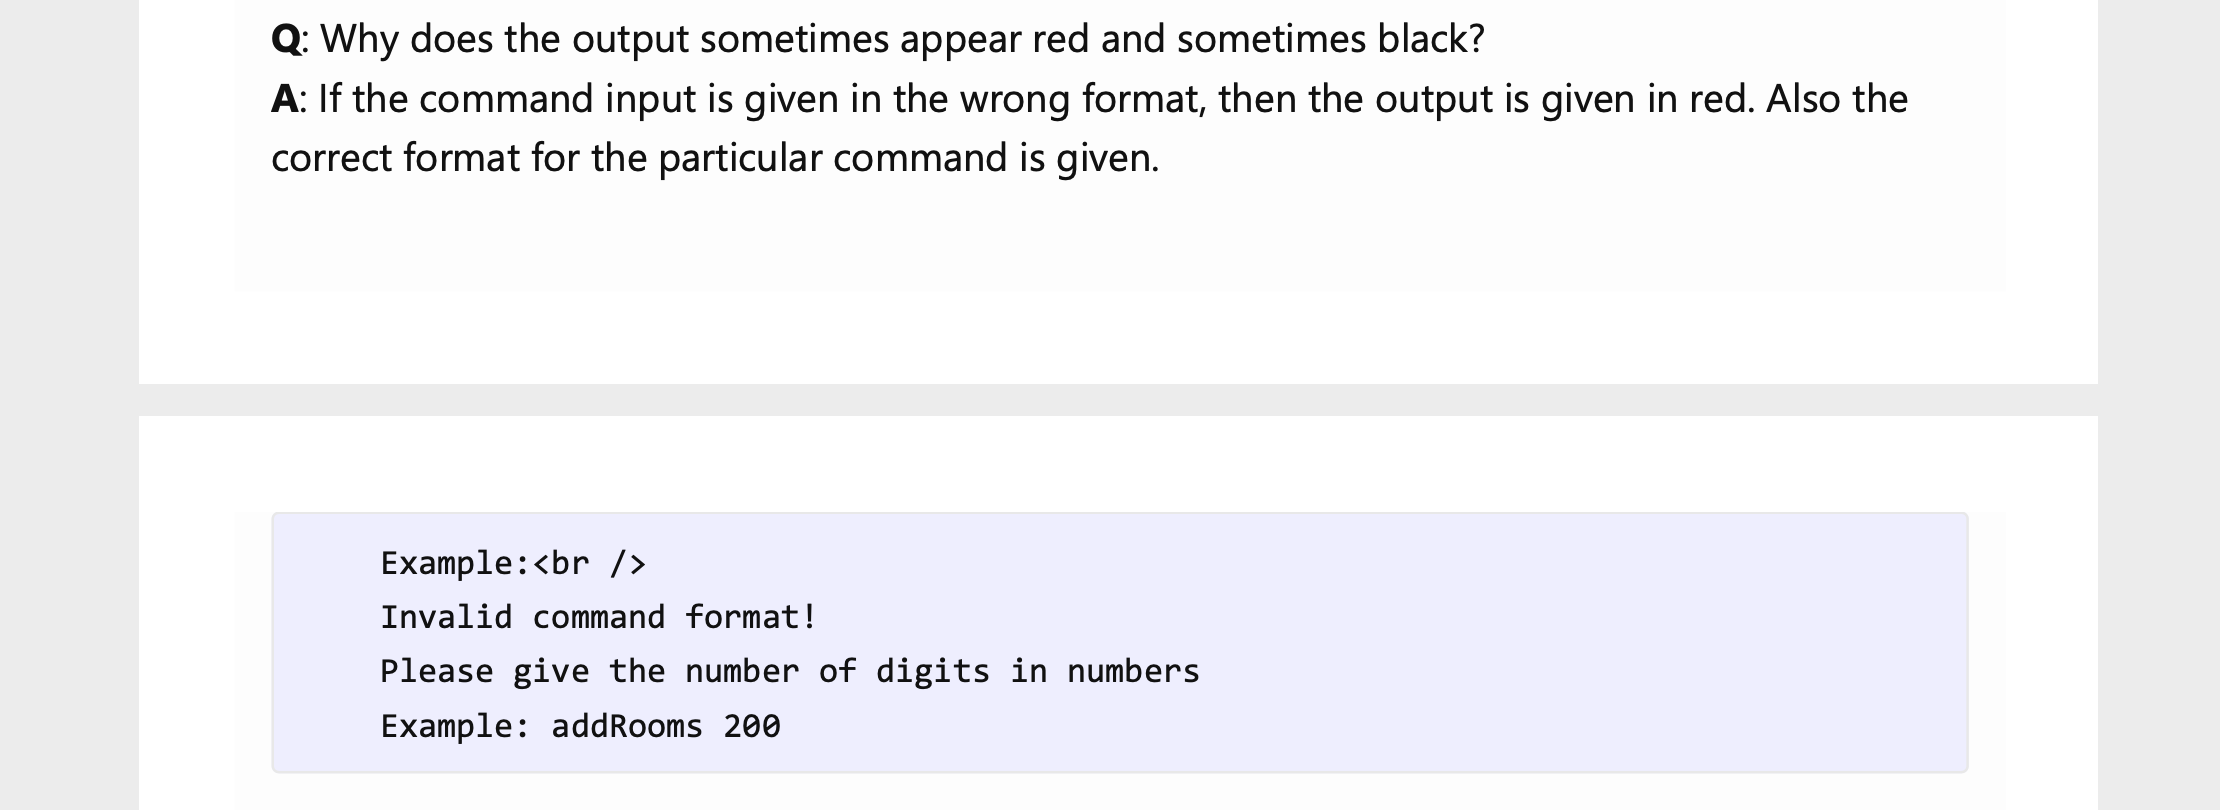 Q: Why does the output sometimes appear red and sometimes black?
A: If the command input is given in the wrong format, then the output is given in red. Also the
correct format for the particular command is given.
Example:<br />
Invalid command format!
Please give the number of digits in numbers
Example: addRooms 200